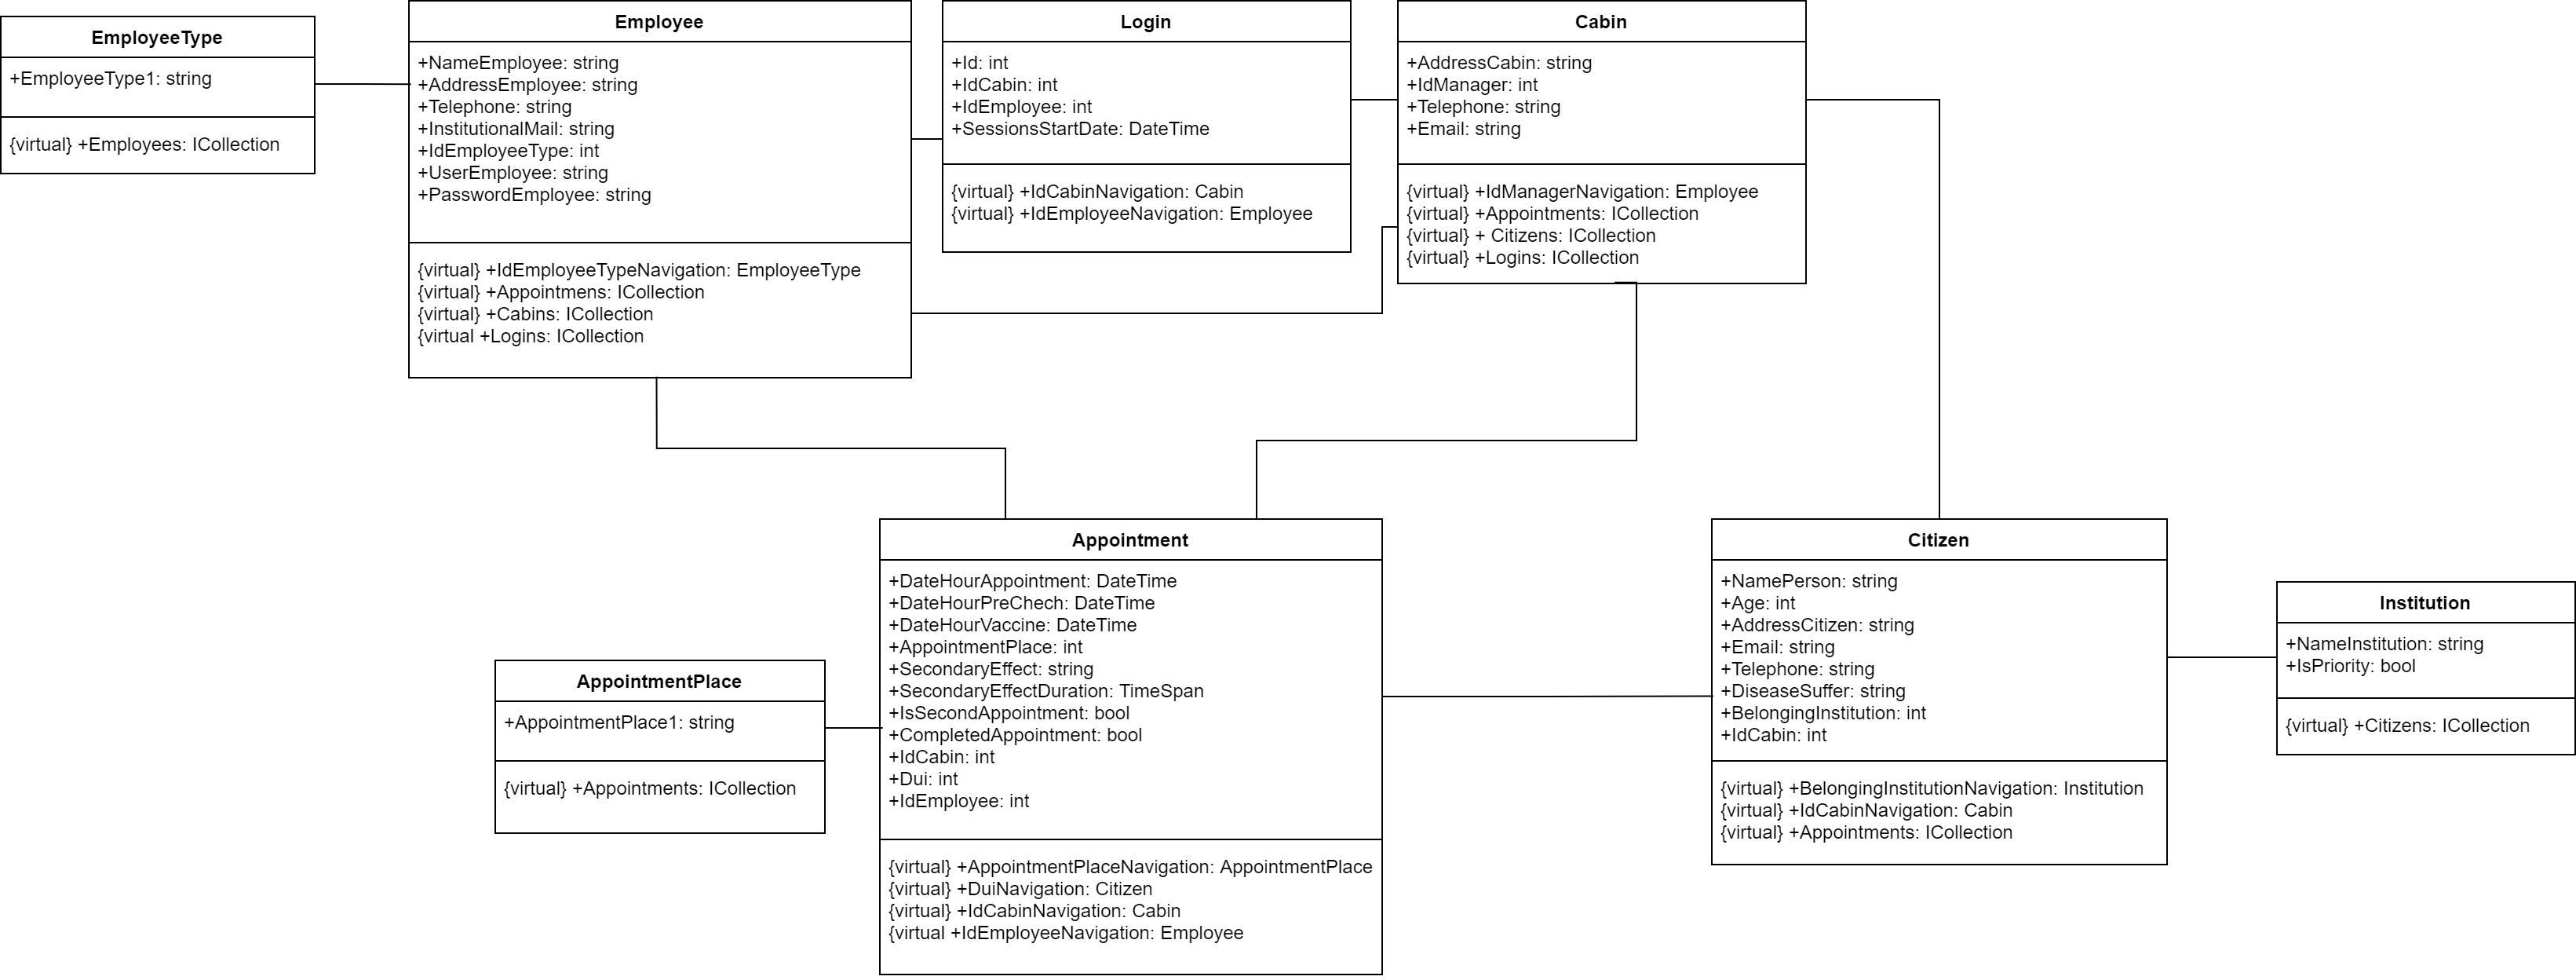 EmployeeType
+EmployeeType1: string
{virtual} +Employees: ICollection
Employee
+NameEmployee: string
+AddressEmployee: string
+Telephone: string
+InstitutionalMail: string
+IdEmployeeType: int
+UserEmployee: string
+PasswordEmployee: string
{virtual} +IdEmployeeTypeNavigation: EmployeeType
{virtual} +Appointmens: ICollection
{virtual} +Cabins: ICollection
{virtual +Logins: ICollection
Login
+Id: int
+IdCabin: int
+IdEmployee: int
+SessionsStartDate: DateTime
{virtual} +IdCabinNavigation: Cabin
{virtual} +IdEmployeeNavigation: Employee
Cabin
+AddressCabin: string
+IdManager: int
+Telephone: string
+Email: string
{virtual} +IdManagerNavigation: Employee
{virtual} +Appointments: ICollection
{virtual} + Citizens: ICollection
{virtual} +Logins: ICollection
AppointmentPlace
+AppointmentPlace1: string
{virtual} +Appointments: ICollection
Appointment
+DateHourAppointment: DateTime
+DateHourPreChech: DateTime
+DateHourVaccine: DateTime
+AppointmentPlace: int
+SecondaryEffect: string
+SecondaryEffectDuration: TimeSpan
+IsSecondAppointment: bool
+CompletedAppointment: bool
+IdCabin: int
+Dui: int
+IdEmployee: int
{virtual} +AppointmentPlaceNavigation: AppointmentPlace
{virtual} +DuiNavigation: Citizen
{virtual} +IdCabinNavigation: Cabin
{virtual +IdEmployeeNavigation: Employee
Citizen
+NamePerson: string
+Age: int
+AddressCitizen: string
+Email: string
+Telephone: string
+DiseaseSuffer: string
+BelongingInstitution: int
+IdCabin: int
{virtual} +BelongingInstitutionNavigation: Institution
{virtual} +IdCabinNavigation: Cabin
{virtual} +Appointments: ICollection
Institution
+NameInstitution: string
+IsPriority: bool
{virtual} +Citizens: ICollection